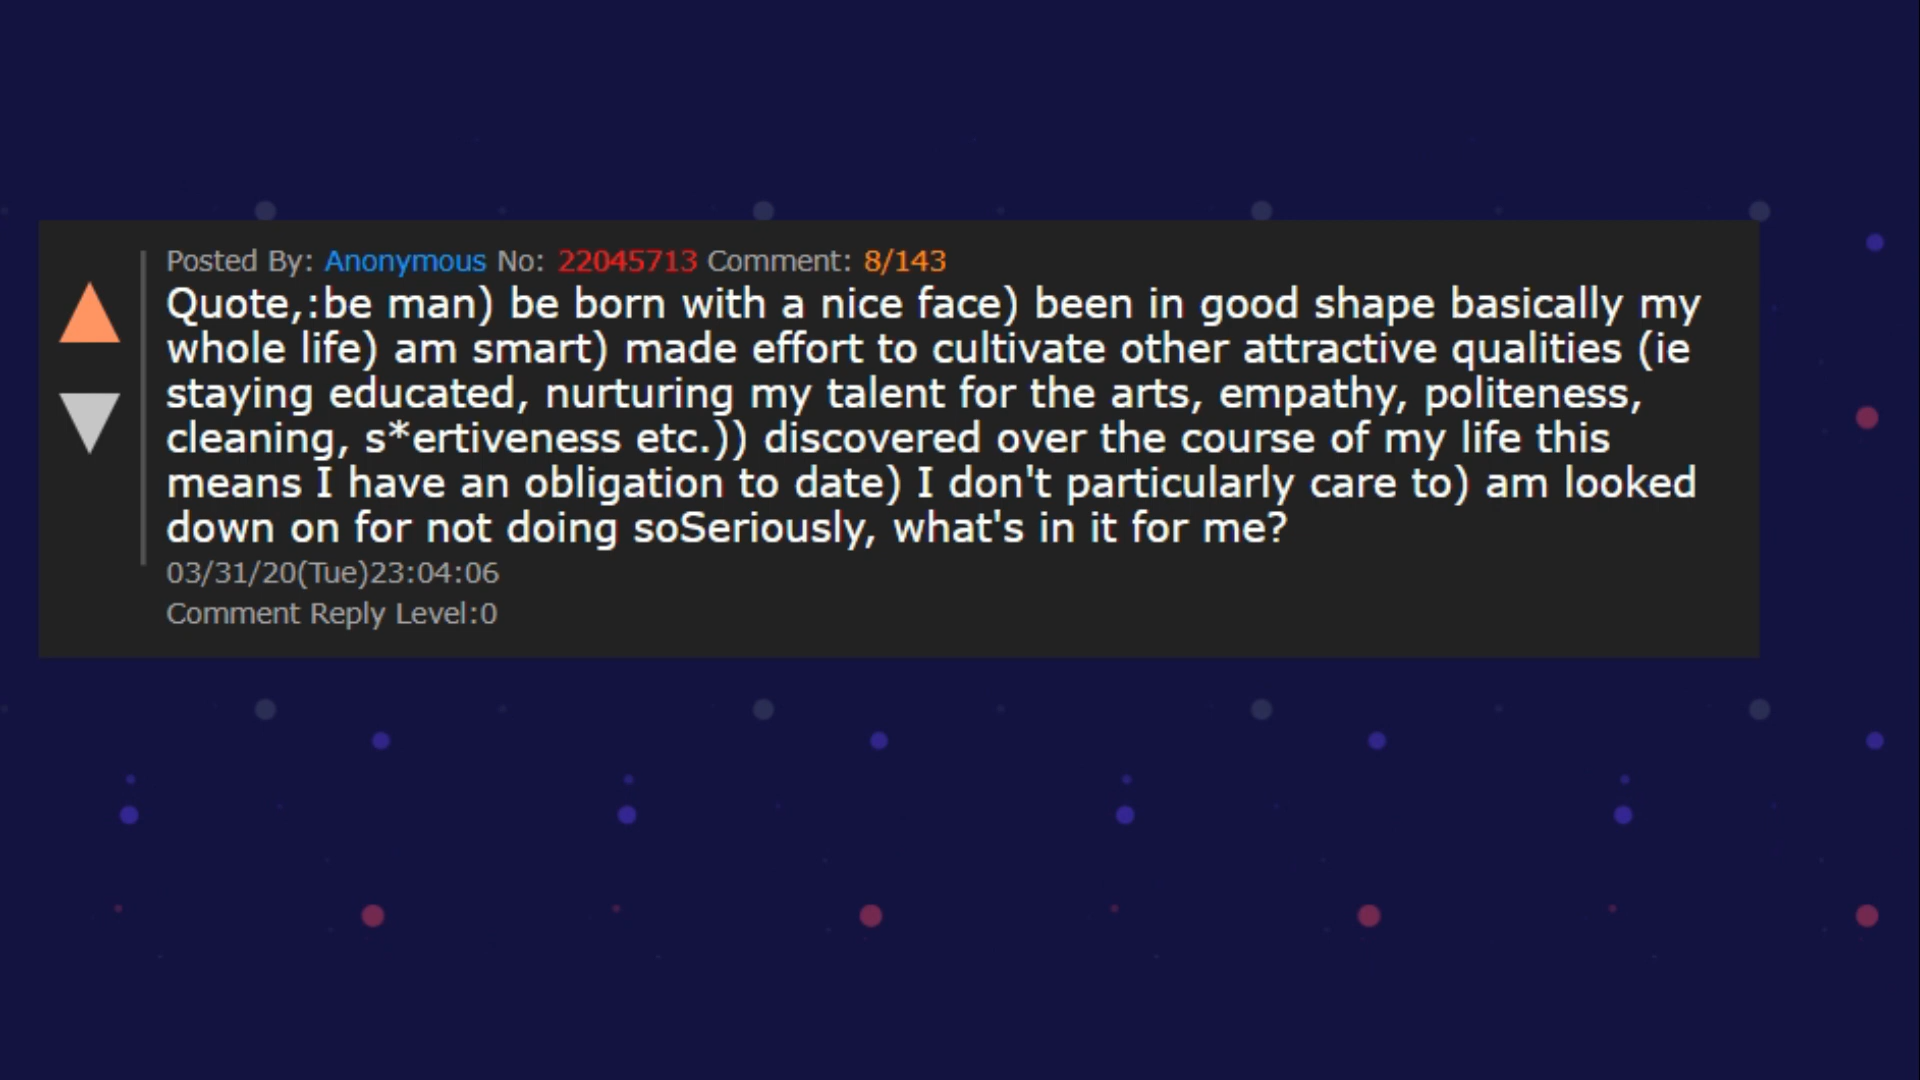 Posted By: Anonymous No: 22045713 Comment: 8/143
Quote,:be man) be born with a nice face) been in good shape basically my
whole life) am smart) made effort to cultivate other attractive qualities (ie
staying educated, nurturing my talent for the arts, empathy, politeness,
cleaning, s*ertiveness etc.)) discovered over the course of my life this
means I have an obligation to date) I don't particularly care to) am looked
down on for not doing soSeriously, what's in it for me?
03/31/20(Tue)23:04:06
Comment Reply Level:0